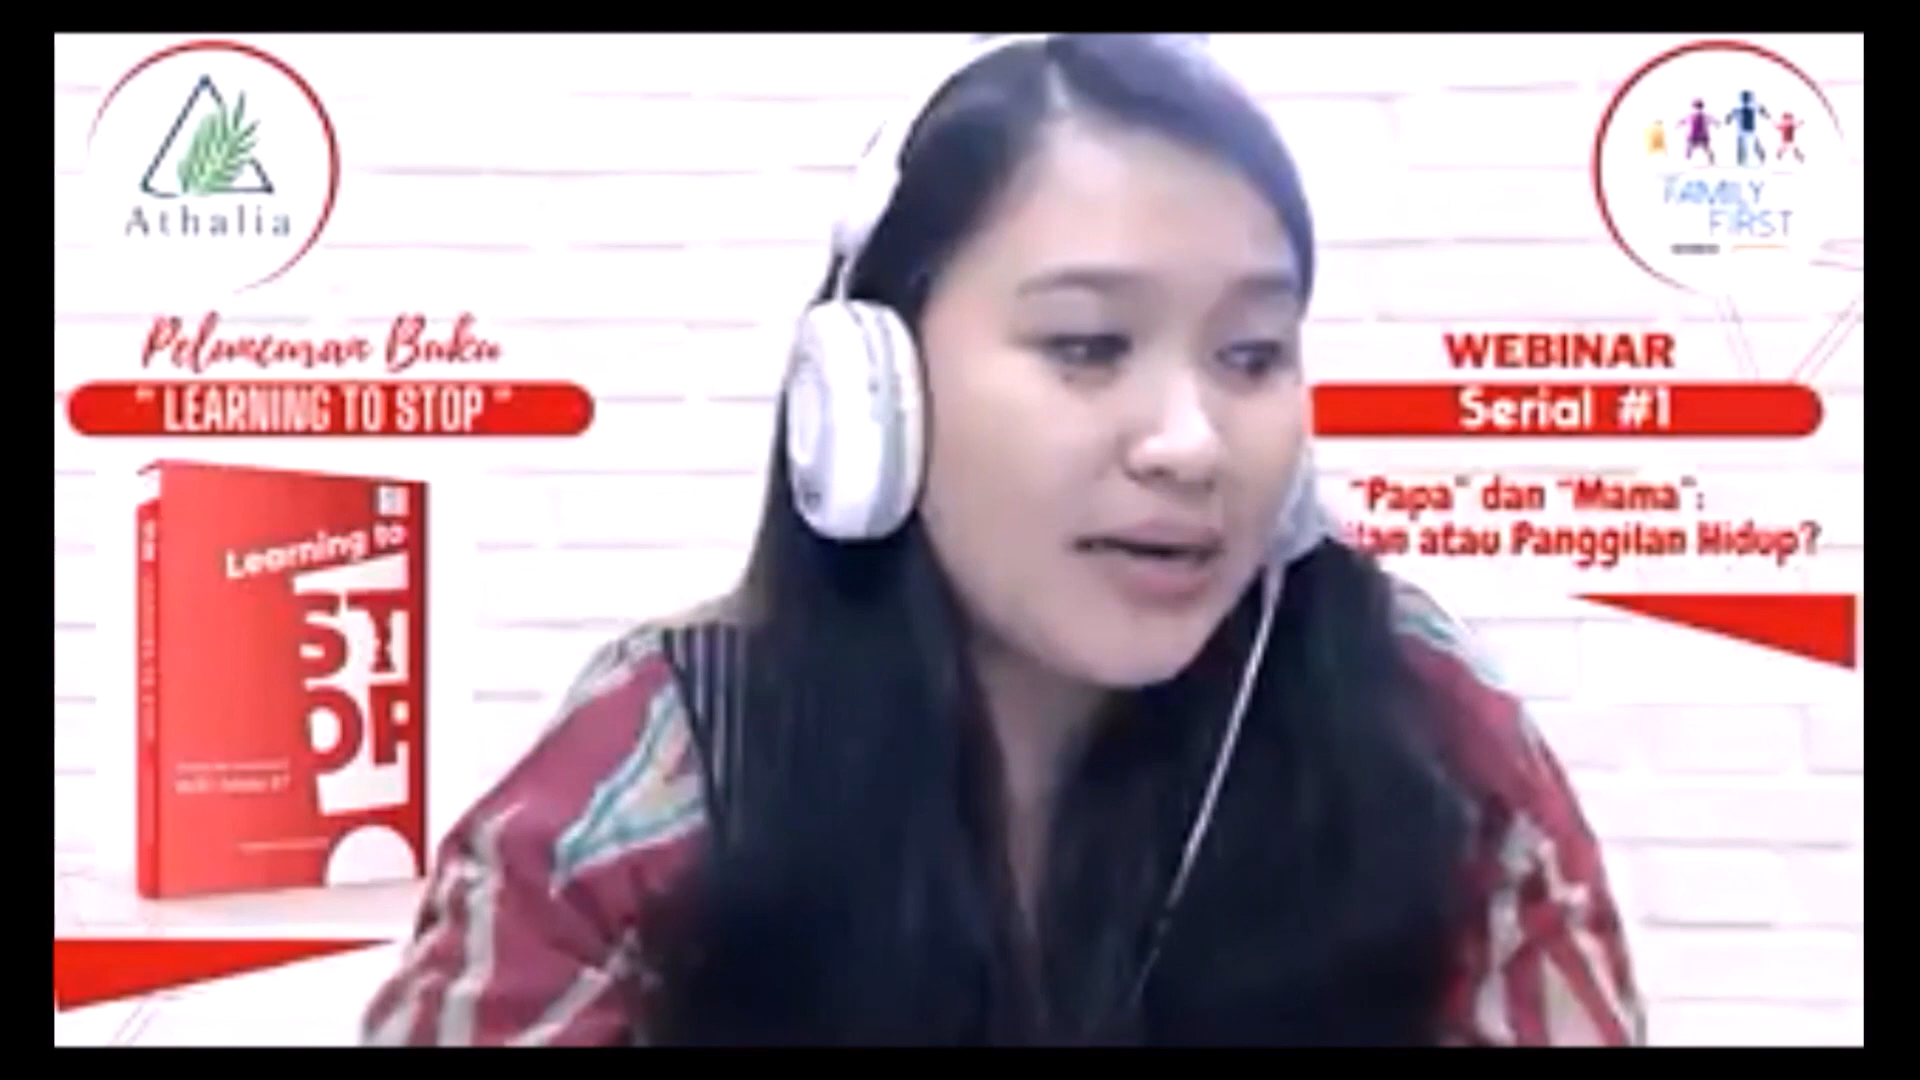 Athalia
Peluncuran Buku
" LEARNING TO STOP "
Learning to
STOP
FAMILY
FIRST
WEBINAR
Serial #1
"Papa" dan "Mama":
atau Panggilan Hidup?